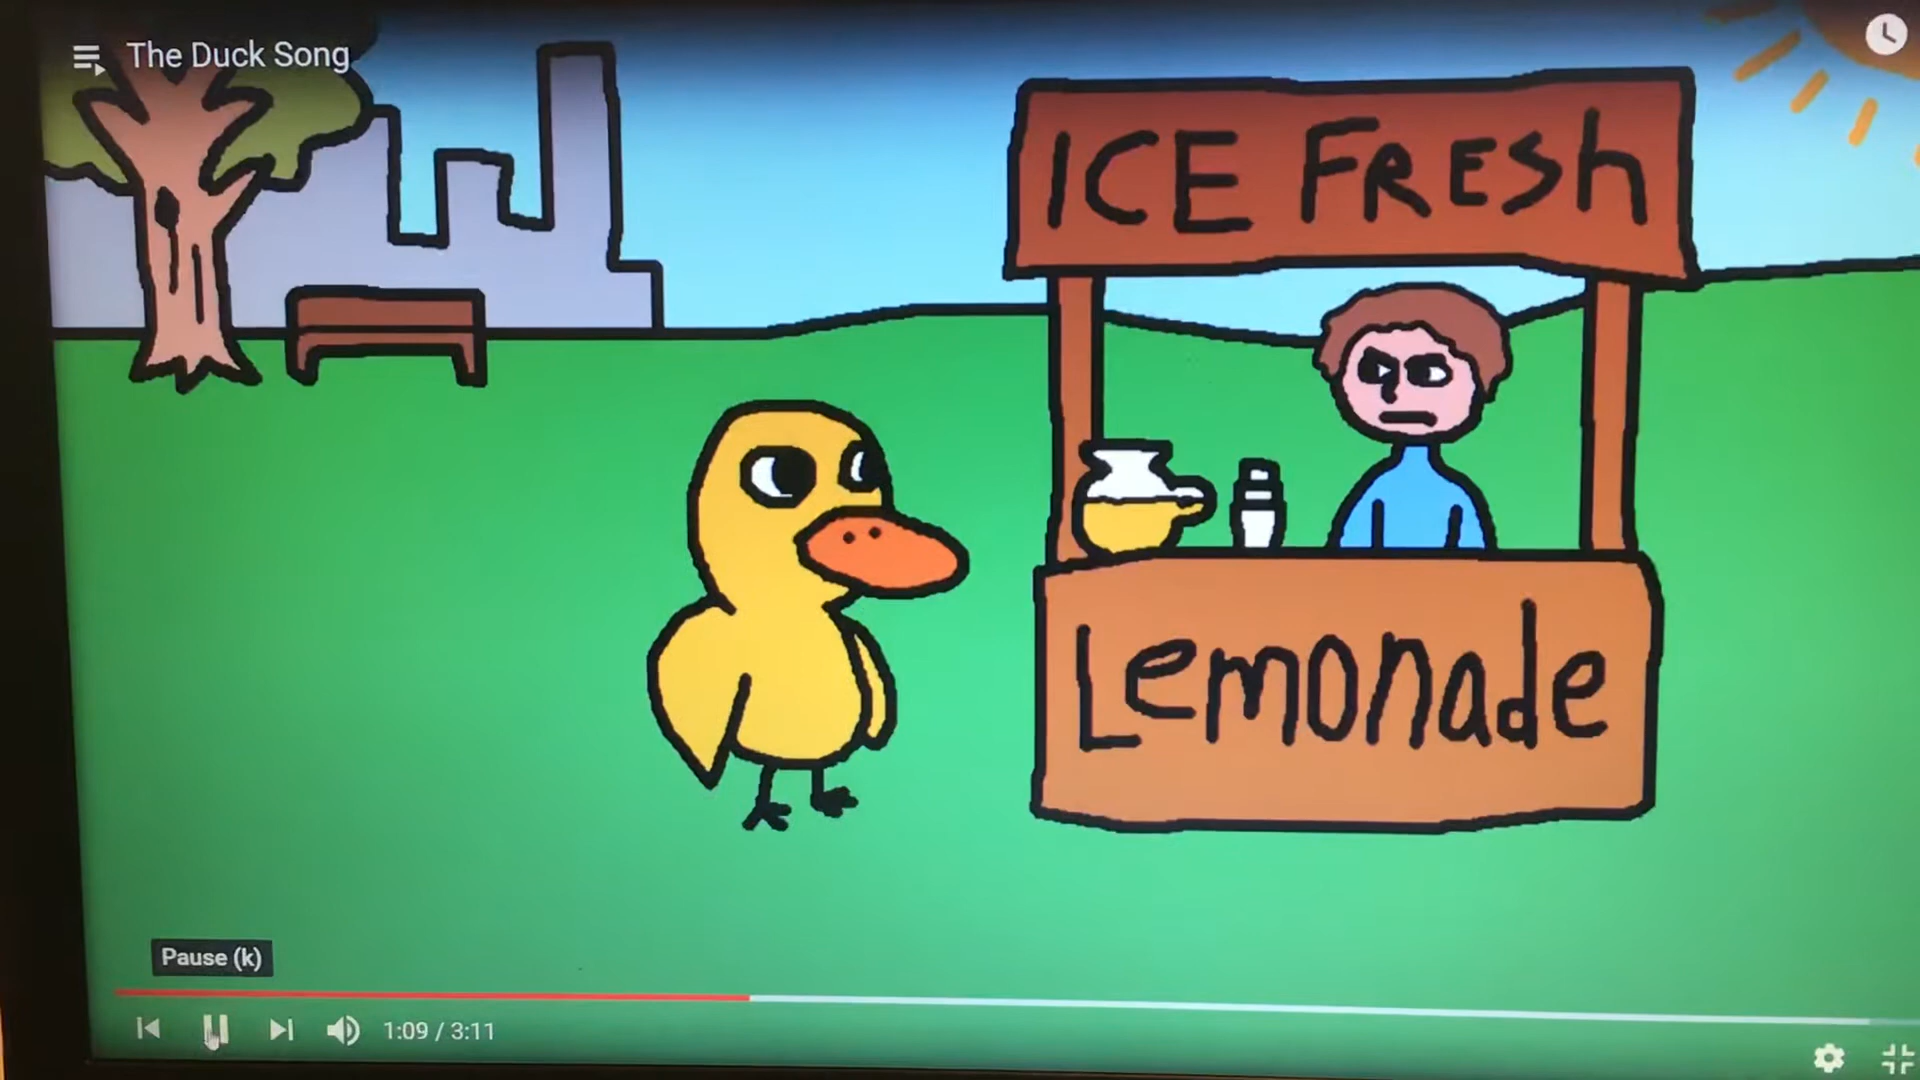 The Duck Song
ICE FRESh
Lemonade
Pause (k)
1:09 / 3:11